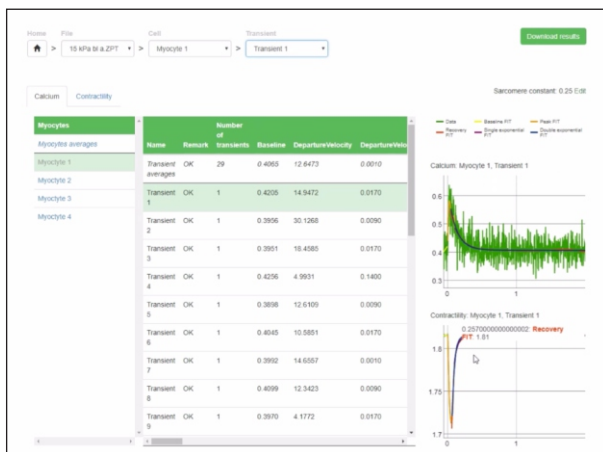 Home File Cell Transient
> 16 kPa bl a.ZPT > Myocyte 1 > Transient 1
Download results
Calcium Contractility
Sarcomere constant: 0.25 Edit
Myocytes
Myocytes averages
Myoclyte 1
Myocyte 2
Myocyte 3
Myocyte 4
Name Remark Number of transients Baseline DepartureVelocity DepartureVelo
Transient averages OK 29 0.4065 12.6473 0.0010
Transient 1 OK 1 0.4205 14.9472 0.0170
Transient 2 OK 1 0.3956 30.1268 0.0090
Transient 3 OK 1 0.3951 18.4585 0.0170
Transient 4 OK 1 0.4256 4.9931 0.1400
Transient 5 OK 1 0.3898 12.6109 0.0090
Transient 6 OK 1 0.4045 10.5851 0.0170
Transient 7 OK 1 0.3992 14.6557 0.0010
Transient 8 OK 1 0.4099 12.3423 0.0090
Transient 9 OK 1 0.3970 4.1772 0.0170
Data Baseline FIT Peak FIT
Recovery FIT Single exponential FIT Double exponential FIT
Calcium: Myocyte 1, Transient 1
0.6
0.5
0.4
0.3
0 1
Contractility: Myocyte 1, Transient 1
0.2570000000000002: Recovery
FIT: 1.81
1.8
1.75
1.7
0 1